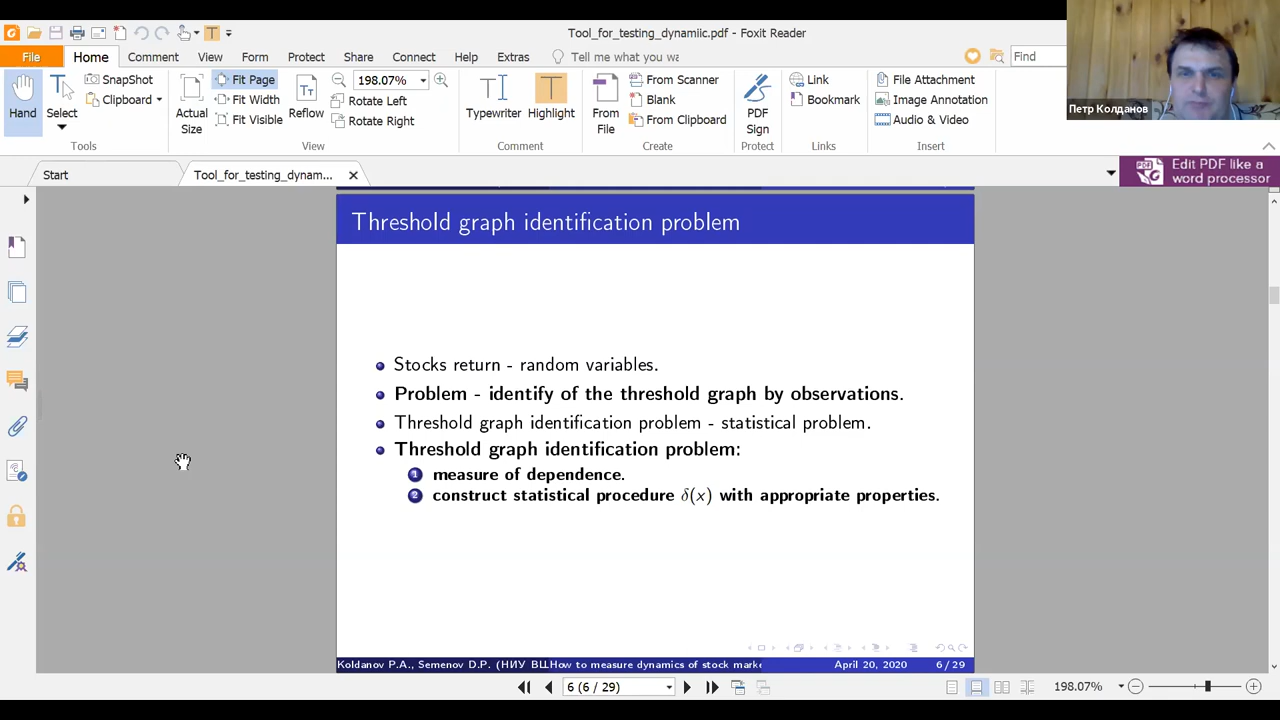 Tool_for_testing_dynamiic.pdf - Foxit Reader
File Home Comment View Form Protect Share Connect Help Extras Tell me what you wa Find
Hand
Select
SnapShot
Clipboard
Tools
Actual Size
Fit Page
Fit Width
Fit Visible
Reflow
198.07%
Rotate Left
Rotate Right
View
Typewriter
Highlight
Comment
From File
From Scanner
Blank
From Clipboard
Create
PDF Sign
Protect
Link
Bookmark
Links
File Attachment
Image Annotation
Audio & Video
Insert
Петр Колданов
Start
Tool_for_testing_dynam...
Edit PDF like a
word processor
Threshold graph identification problem
Stocks return - random variables.
Problem - identify of the threshold graph by observations.
Threshold graph identification problem - statistical problem.
Threshold graph identification problem:
1 measure of dependence.
2 construct statistical procedure δ(x) with appropriate properties.
Koldanov P.A., Semenov D.P. (НИУ ВШ How to measure dynamics of stock marke April 20, 2020 6 / 29
6 (6 / 29)
198.07%